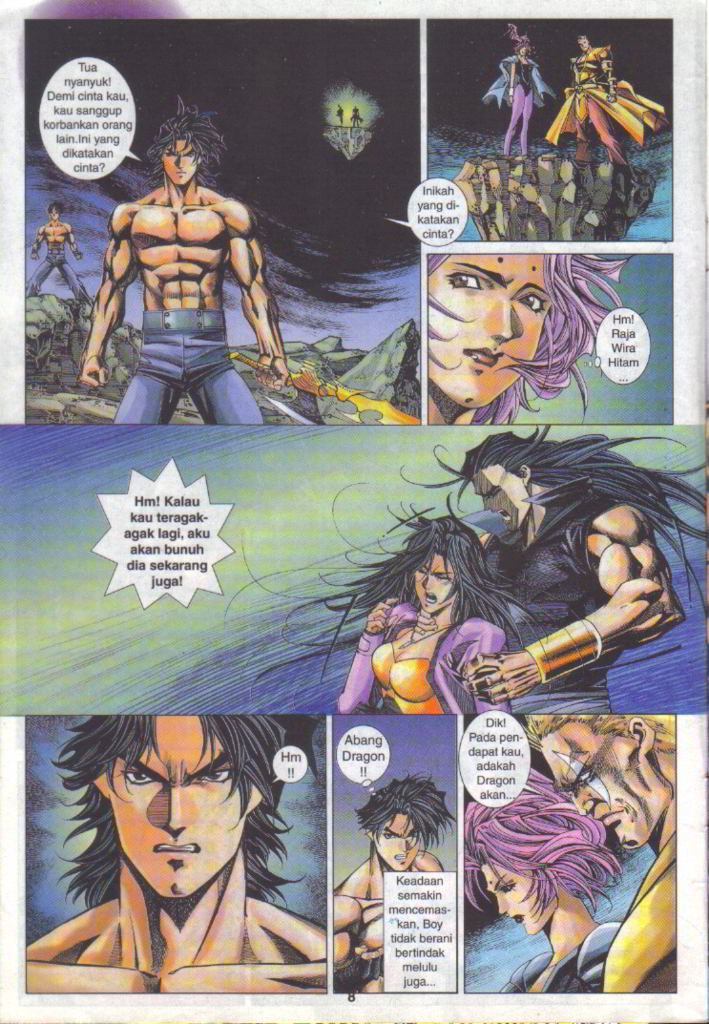 Tua
nyanyuk!
Demi cinta kau,
kau sanggup
korbankan orang
lain.Ini yang
dikatakan
cinta?
Inikah
yang di-
katakan
cinta?
Hm!
Raja
Wira
Hitam
...
Hm! Kalau
kau teragak-
agak lagi, aku
akan bunuh
dia sekarang
juga!
Hm
!!
Abang
Dragon
!!
Keadaan
semakin
mencemas-
kan, Boy
tidak berani
bertindak
melulu
juga...
Dik!
Pada pen-
dapat kau,
adakah
Dragon
akan...
8